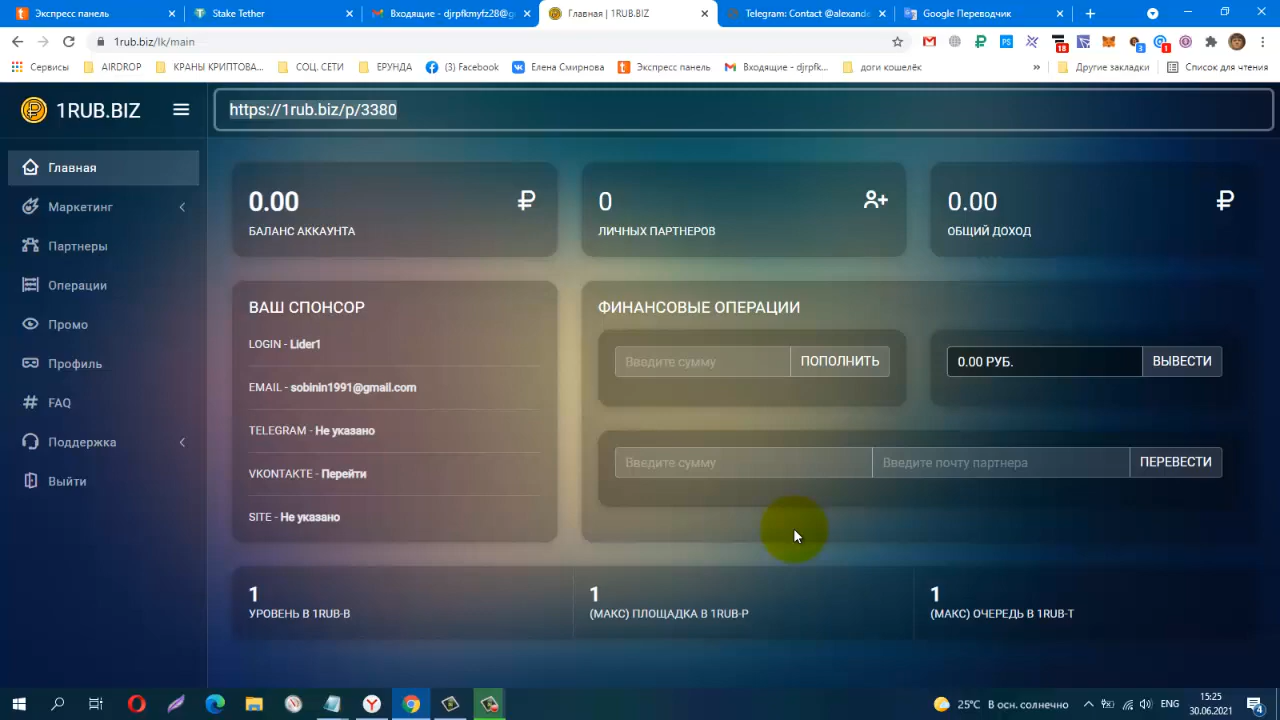 Экспресс панель
Stake Tether
Входящие - djrpfkmyfz28@g
Главная | 1RUB.BIZ
Telegram: Contact @alexande
Google Переводчик
1rub.biz/lk/main
Сервисы
AIRDROP
КРАНЫ КРИПТОВА...
СОЦ. СЕТИ
ЕРУНДА
(3) Facebook
Елена Смирнова
Экспресс панель
Входящие - djrpfk...
доги кошелёк
»
Другие закладки
Список для чтения
1RUB.BIZ
https://1rub.biz/p/3380
Главная
Маркетинг
Партнеры
Операции
Промо
Профиль
FAQ
Поддержка
Выйти
0.00
БАЛАНС АККАУНТА
0
ЛИЧНЫХ ПАРТНЕРОВ
0.00
ОБЩИЙ ДОХОД
ВАШ СПОНСОР
LOGIN - Lider1
EMAIL - sobinin1991@gmail.com
TELEGRAM - Не указано
VKONTAKTE - Перейти
SITE - Не указано
ФИНАНСОВЫЕ ОПЕРАЦИИ
Введите сумму
ПОПОЛНИТЬ
0.00 РУБ.
ВЫВЕСТИ
Введите сумму
Введите почту партнера
ПЕРЕВЕСТИ
1
УРОВЕНЬ В 1RUB-B
1
(МАКС) ПЛОЩАДКА В 1RUB-P
1
(МАКС) ОЧЕРЕДЬ В 1RUB-T
25°C В осн. солнечно
ENG
15:25
30.06.2021